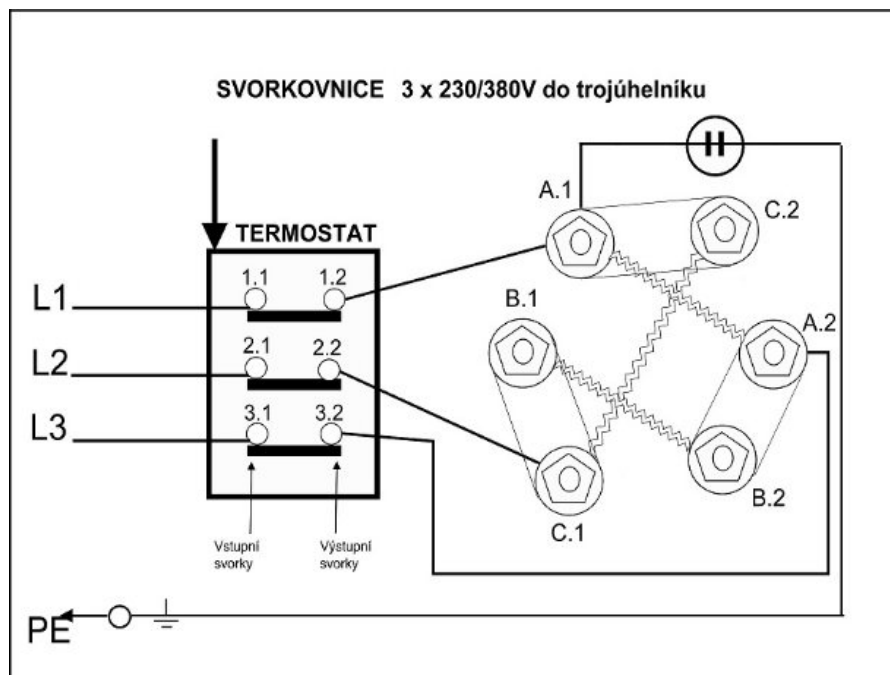 SVORKOVNICE 3 x 230/380V do trojúhelníku
A.1
C.2
TERMOSTAT
1.1 1.2
L1
B.1
A.2
2.1 2.2
L2
3.1 3.2
L3
B.2
C.1
Vstupní
svorky
Výstupní
svorky
PE